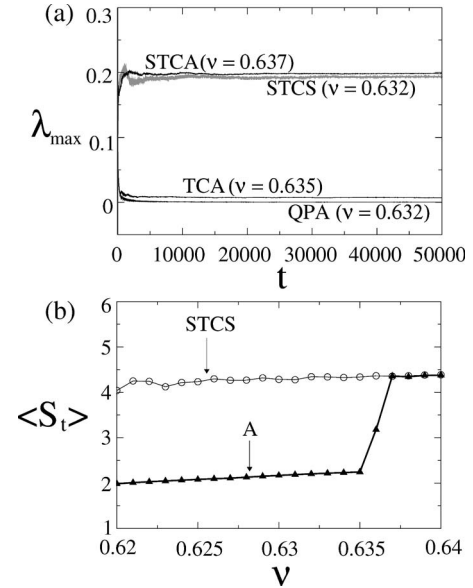 (a)
0.3
STCA (ν = 0.637)
0.2
STCS (ν = 0.632)
λmax
0.1
TCA (ν = 0.635)
0
QPA (ν = 0.632)
0 10000 20000 30000 40000 50000
t
(b)
6
STCS
5
4
<St>
3
A
2
1
0.62 0.625 0.63 0.635 0.64
ν